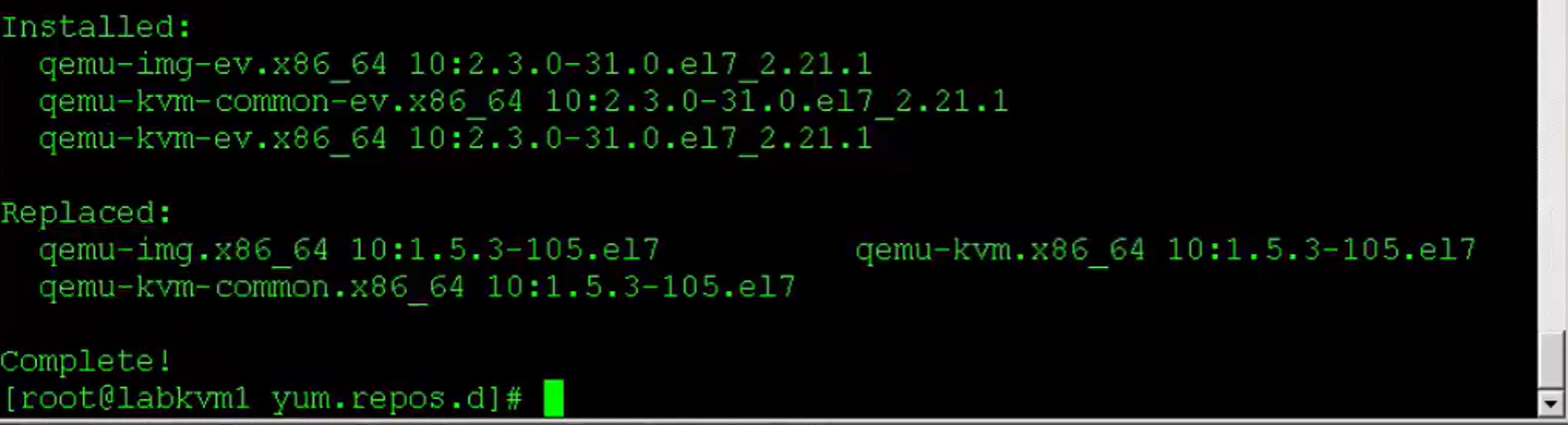 Installed:
  qemu-img-ev.x86_64 10:2.3.0-31.0.el7_2.21.1
  qemu-kvm-common-ev.x86_64 10:2.3.0-31.0.el7_2.21.1
  qemu-kvm-ev.x86_64 10:2.3.0-31.0.el7_2.21.1
Replaced:
  qemu-img.x86_64 10:1.5.3-105.el7          qemu-kvm.x86_64 10:1.5.3-105.el7
  qemu-kvm-common.x86_64 10:1.5.3-105.el7
Complete!
[root@labkvm1 yum.repos.d]#